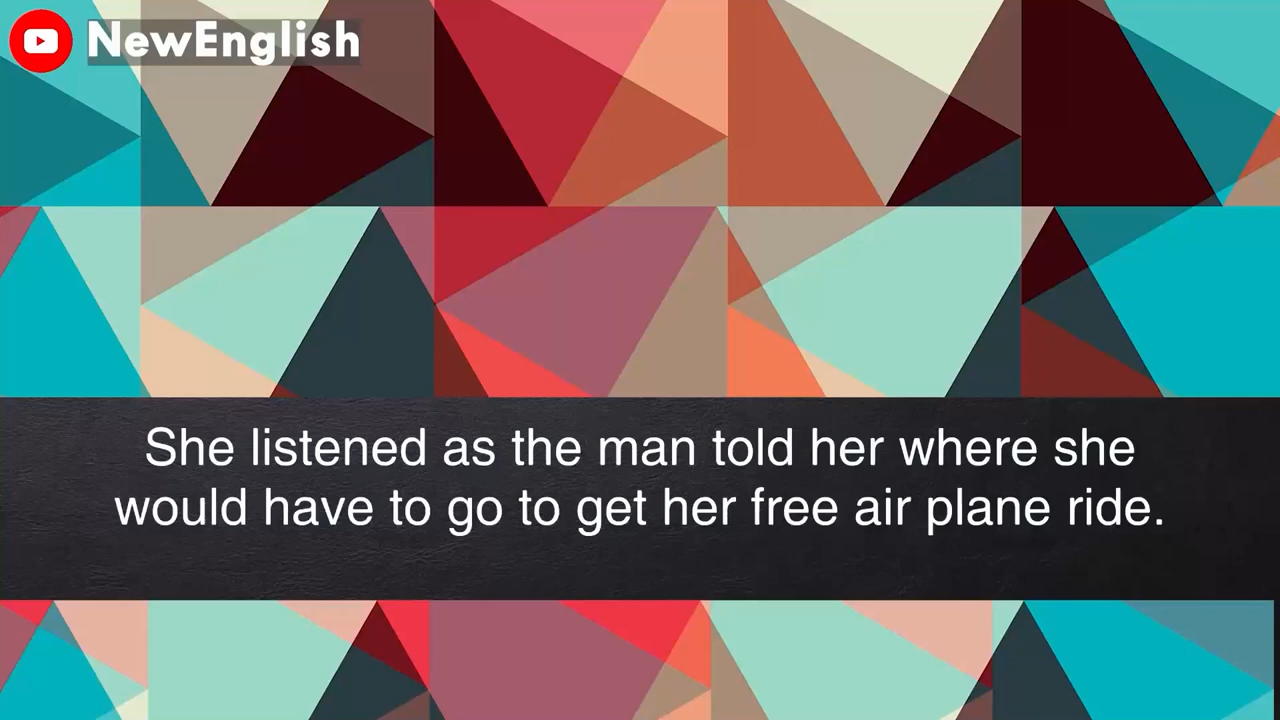 NewEnglish
She listened as the man told her where she
would have to go to get her free air plane ride.